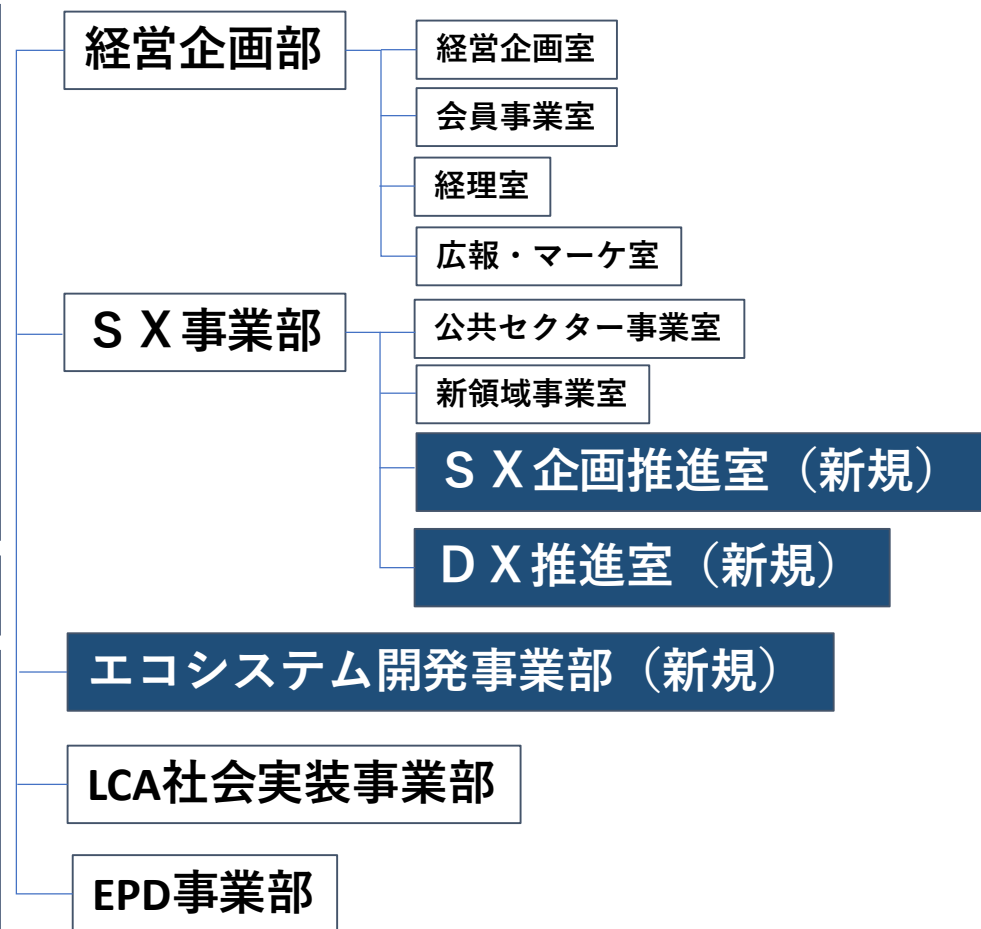 経営企画部
経営企画室
会員事業室
経理室
広報・マーケ室
ＳＸ事業部
公共セクター事業室
新領域事業室
ＳＸ企画推進室（新規）
ＤＸ推進室（新規）
エコシステム開発事業部（新規）
LCA社会実装事業部
EPD事業部